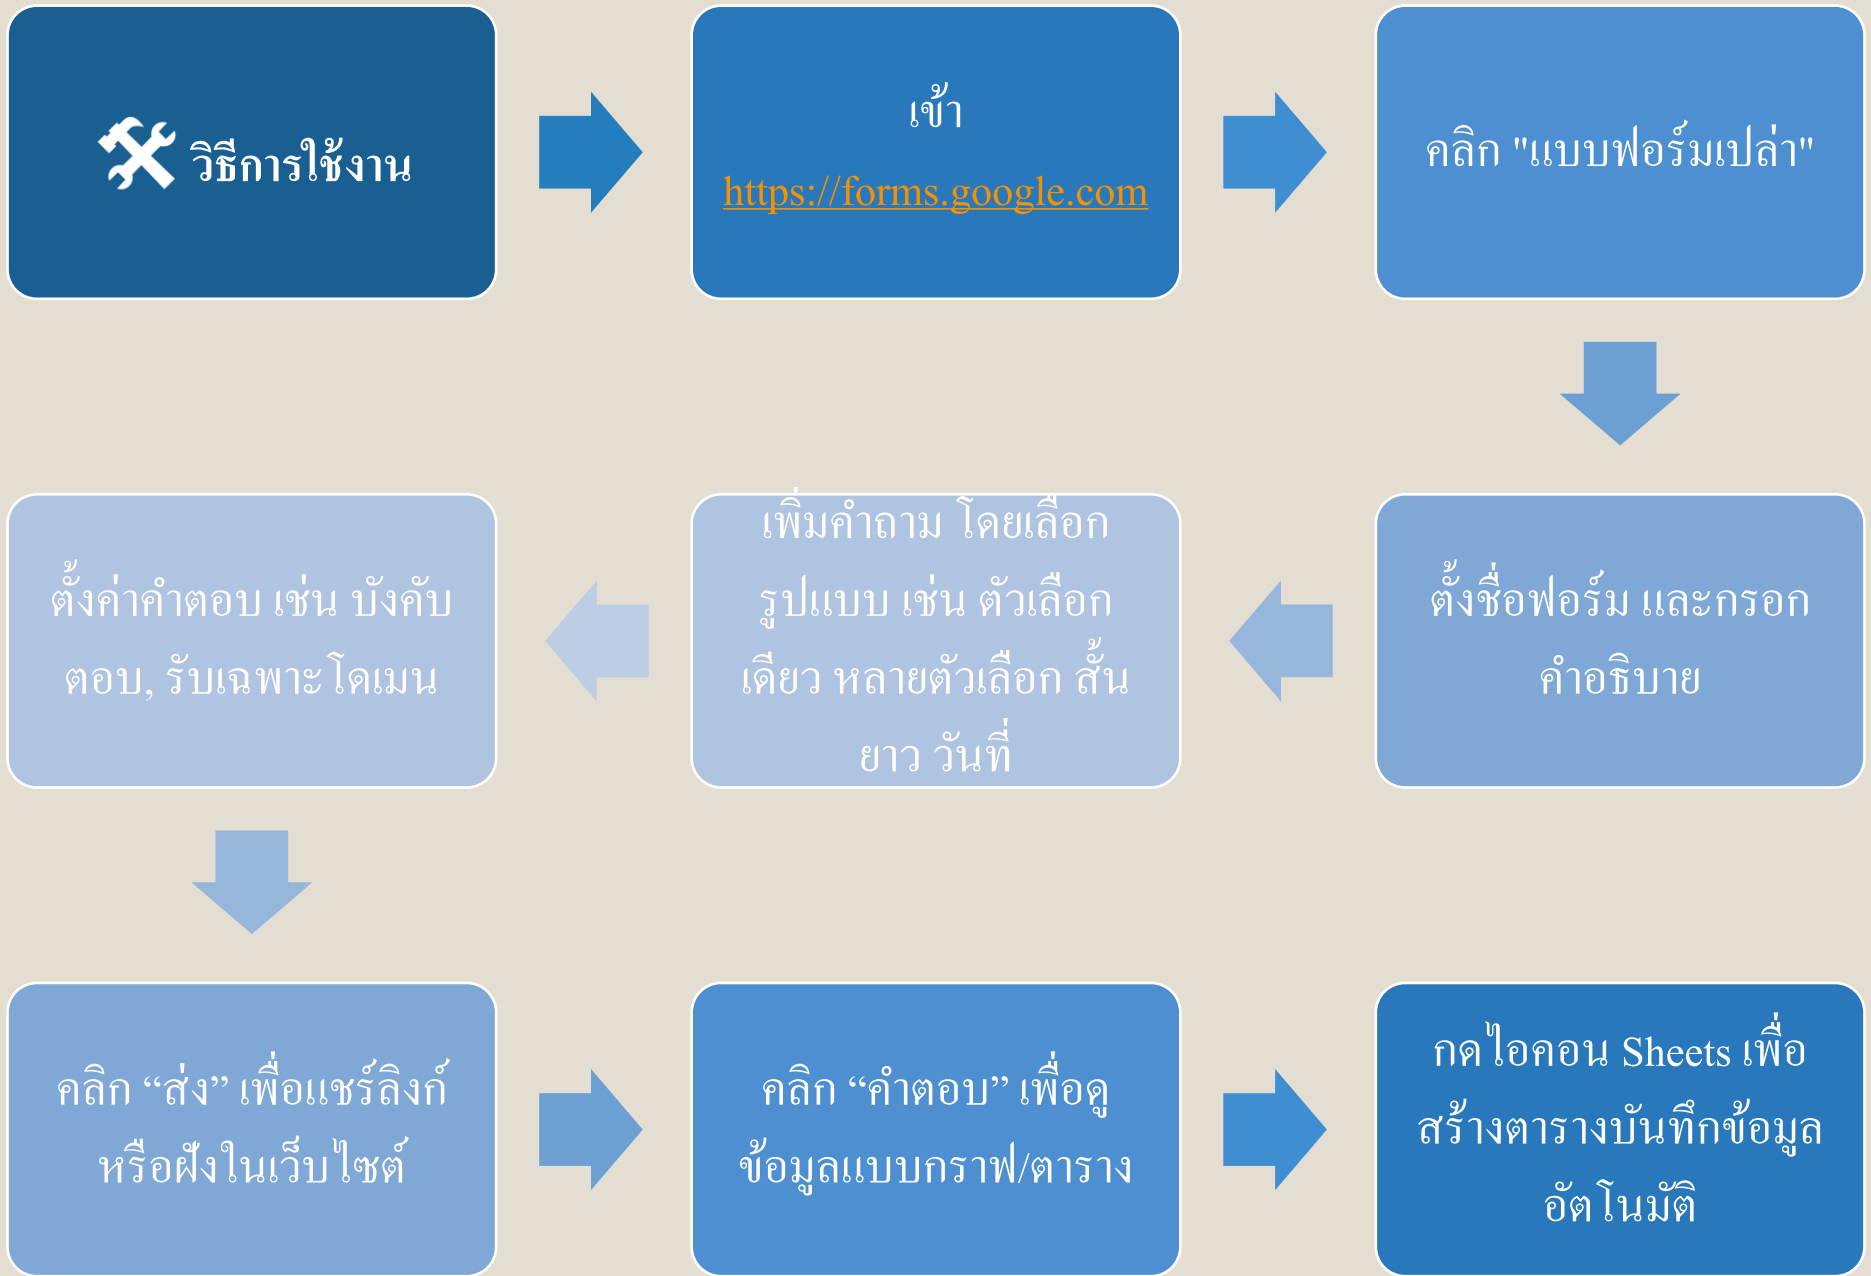 🛠 วิธีการใช้งาน
เข้า
https://forms.google.com
คลิก "แบบฟอร์มเปล่า"
ตั้งชื่อฟอร์ม และกรอก
คำอธิบาย
เพิ่มคำถาม โดยเลือก
รูปแบบ เช่น ตัวเลือก
เดียว หลายตัวเลือก สั้น
ยาว วันที่
ตั้งค่าคำตอบ เช่น บังคับ
ตอบ, รับเฉพาะโดเมน
คลิก “ส่ง” เพื่อแชร์ลิงก์
หรือฝังในเว็บไซต์
คลิก “คำตอบ” เพื่อดู
ข้อมูลแบบกราฟ/ตาราง
กดไอคอน Sheets เพื่อ
สร้างตารางบันทึกข้อมูล
อัตโนมัติ